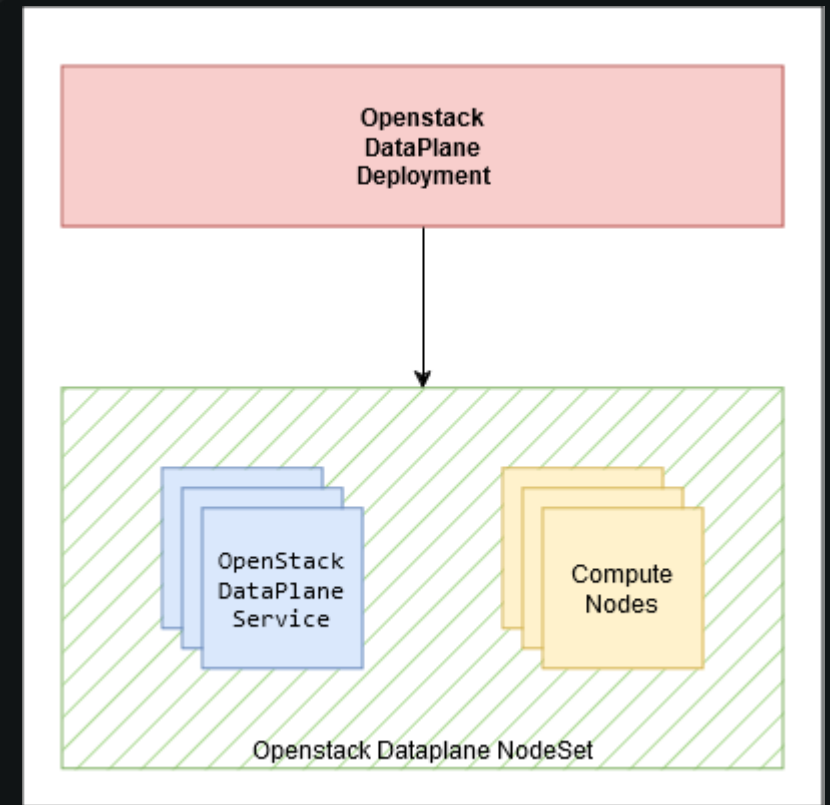 Openstack
DataPlane
Deployment
OpenStack
DataPlane
Service
Compute
Nodes
Openstack Dataplane NodeSet